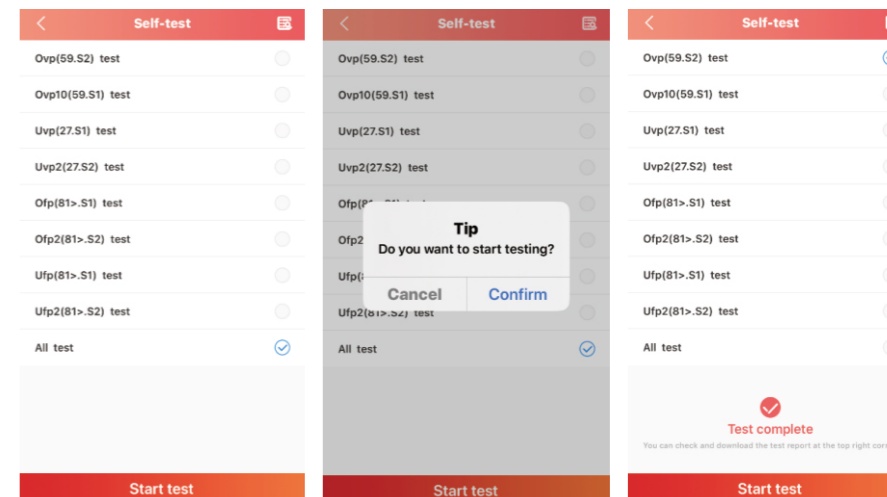 Self-test
Ovp(59.S2) test
Ovp10(59.S1) test
Uvp(27.S1) test
Uvp2(27.S2) test
Ofp(81>.S1) test
Ofp2(81>.S2) test
Ufp(81>.S1) test
Ufp2(81>.S2) test
All test
Start test
Self-test
Ovp(59.S2) test
Ovp10(59.S1) test
Uvp(27.S1) test
Uvp2(27.S2) test
Tip
Do you want to start testing?
Cancel
Confirm
Ofp2
Ufp2(81>.S2) test
All test
Start test
Self-test
Ovp(59.S2) test
Ovp10(59.S1) test
Uvp(27.S1) test
Uvp2(27.S2) test
Ofp(81>.S1) test
Ofp2(81>.S2) test
Ufp(81>.S1) test
Ufp2(81>.S2) test
All test
Test complete
You can check and download the test report at the top right
Start test